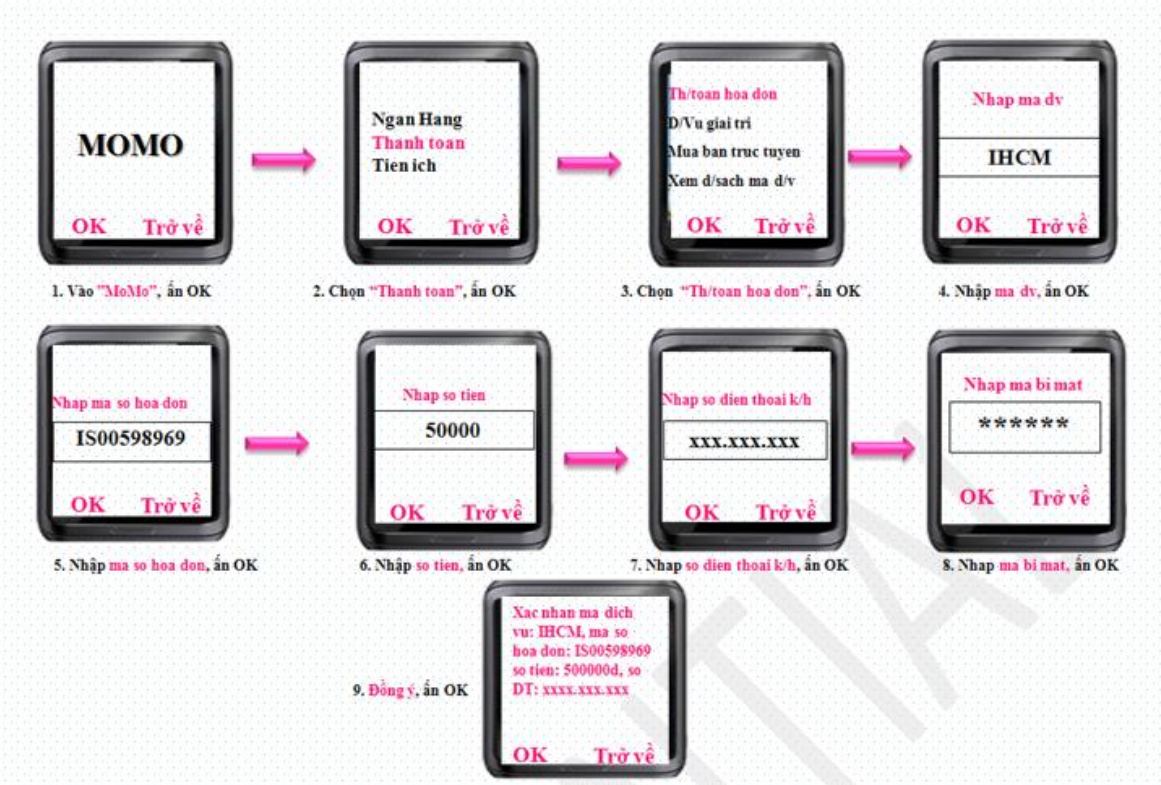 MOMO
OK Trở về
1. Vào "MoMo", ấn OK
Ngan Hang
Thanh toan
Tien ich
OK Trở về
2. Chọn “Thanh toan”, ấn OK
Th/toan hoa don
D/Vu giai tri
Mua ban truc tuyen
Xem d/sach ma d/v
OK Trở về
3. Chọn “Th/toan hoa don”, ấn OK
Nhap ma dv
IHCM
OK Trở về
4. Nhập ma dv, ấn OK
Nhap ma so hoa don
IS00598969
OK Trở về
5. Nhập ma so hoa don, ấn OK
Nhap so tien
50000
OK Trở về
6. Nhập so tien, ấn OK
Nhap so dien thoai k/h
xxx.xxx.xxx
OK Trở về
7. Nhap so dien thoai k/h, ấn OK
Nhap ma bi mat
******
OK Trở về
8. Nhap ma bi mat, ấn OK
9. Đồng ý, ấn OK
Xac nhan ma dich
vu: IHCM, ma so
hoa don: IS00598969
so tien: 500000d, so
DT: xxxx.xxx.xxx
OK Trở về